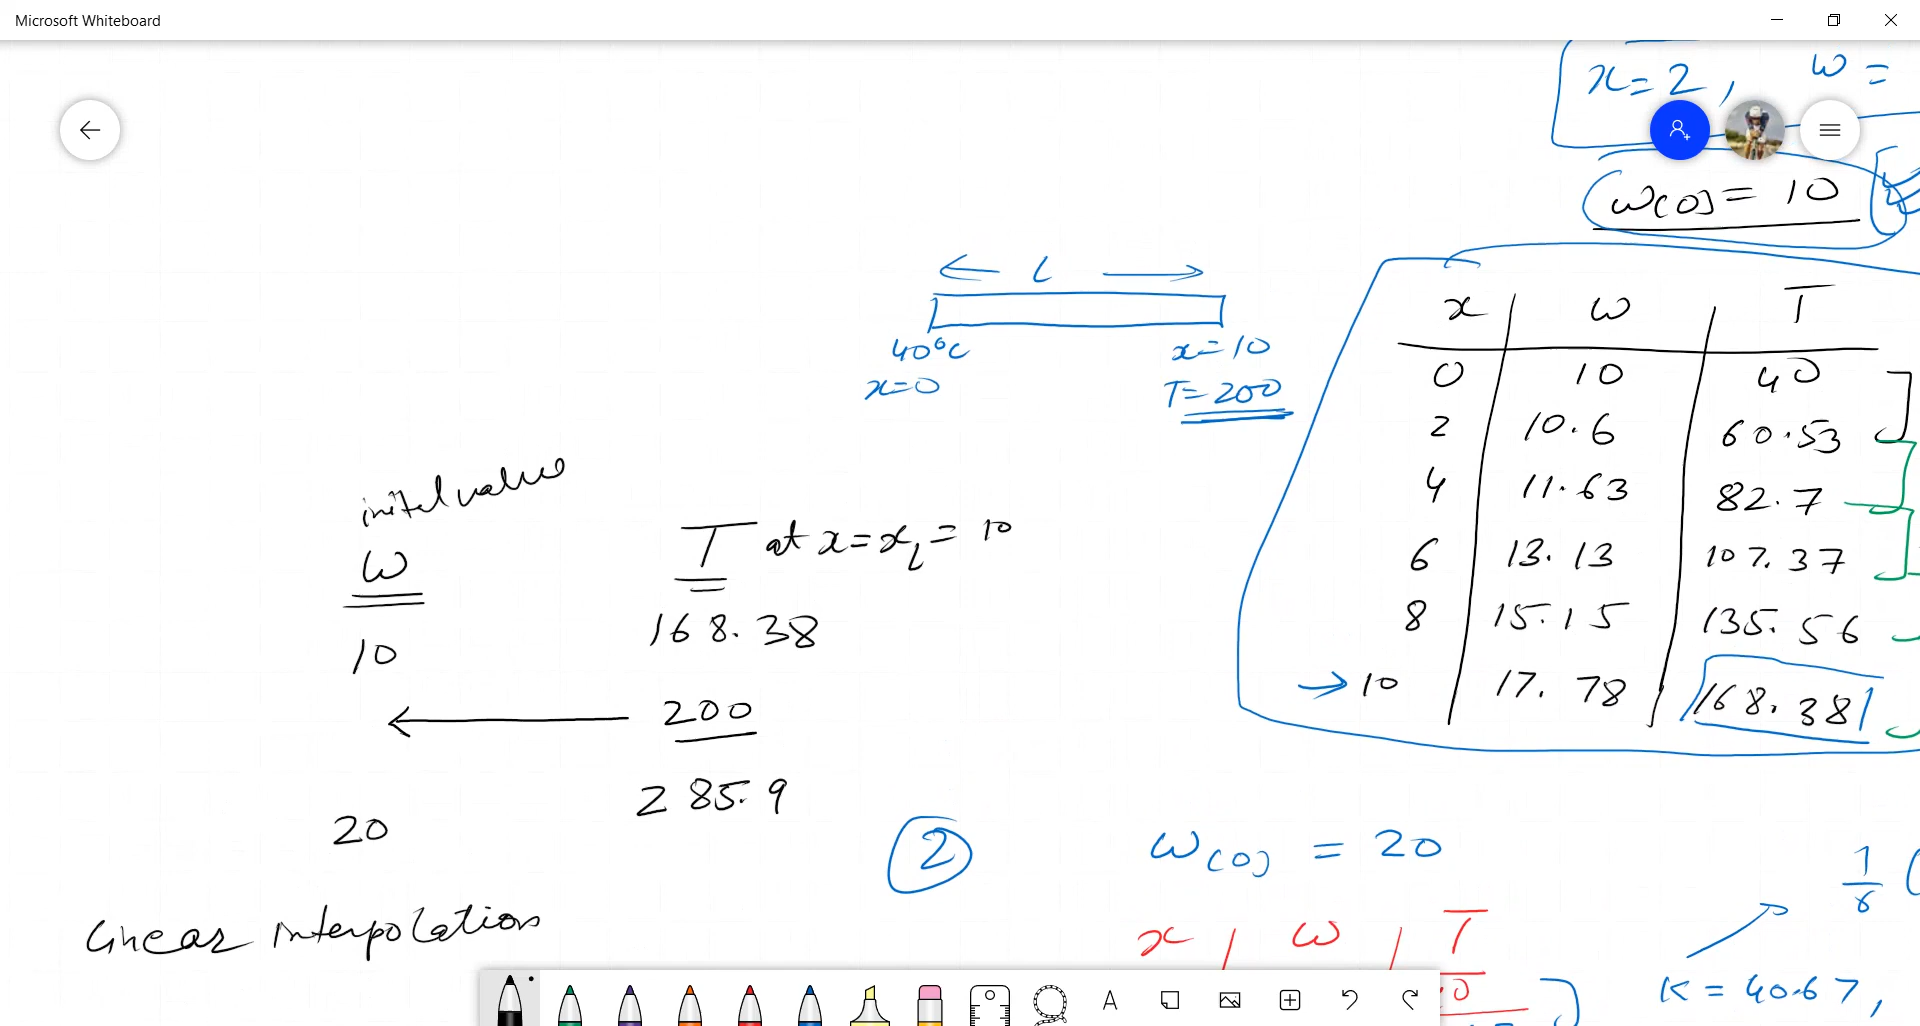 Microsoft Whiteboard
x=2, w=
w(0)= 10
L
40°C
x=0
x=10
T=200
x w T
0 10 40
2 10.6 60.53
4 11.63 82.7
6 13.13 107.37
8 15.15 135.56
→10 17.78 168.38
initial value
w
T at x=x_L=10
10 168.38
200
20 285.9
Linear interpolation
2
w(0) = 20
1/6 (
x w T
K = 40.67,